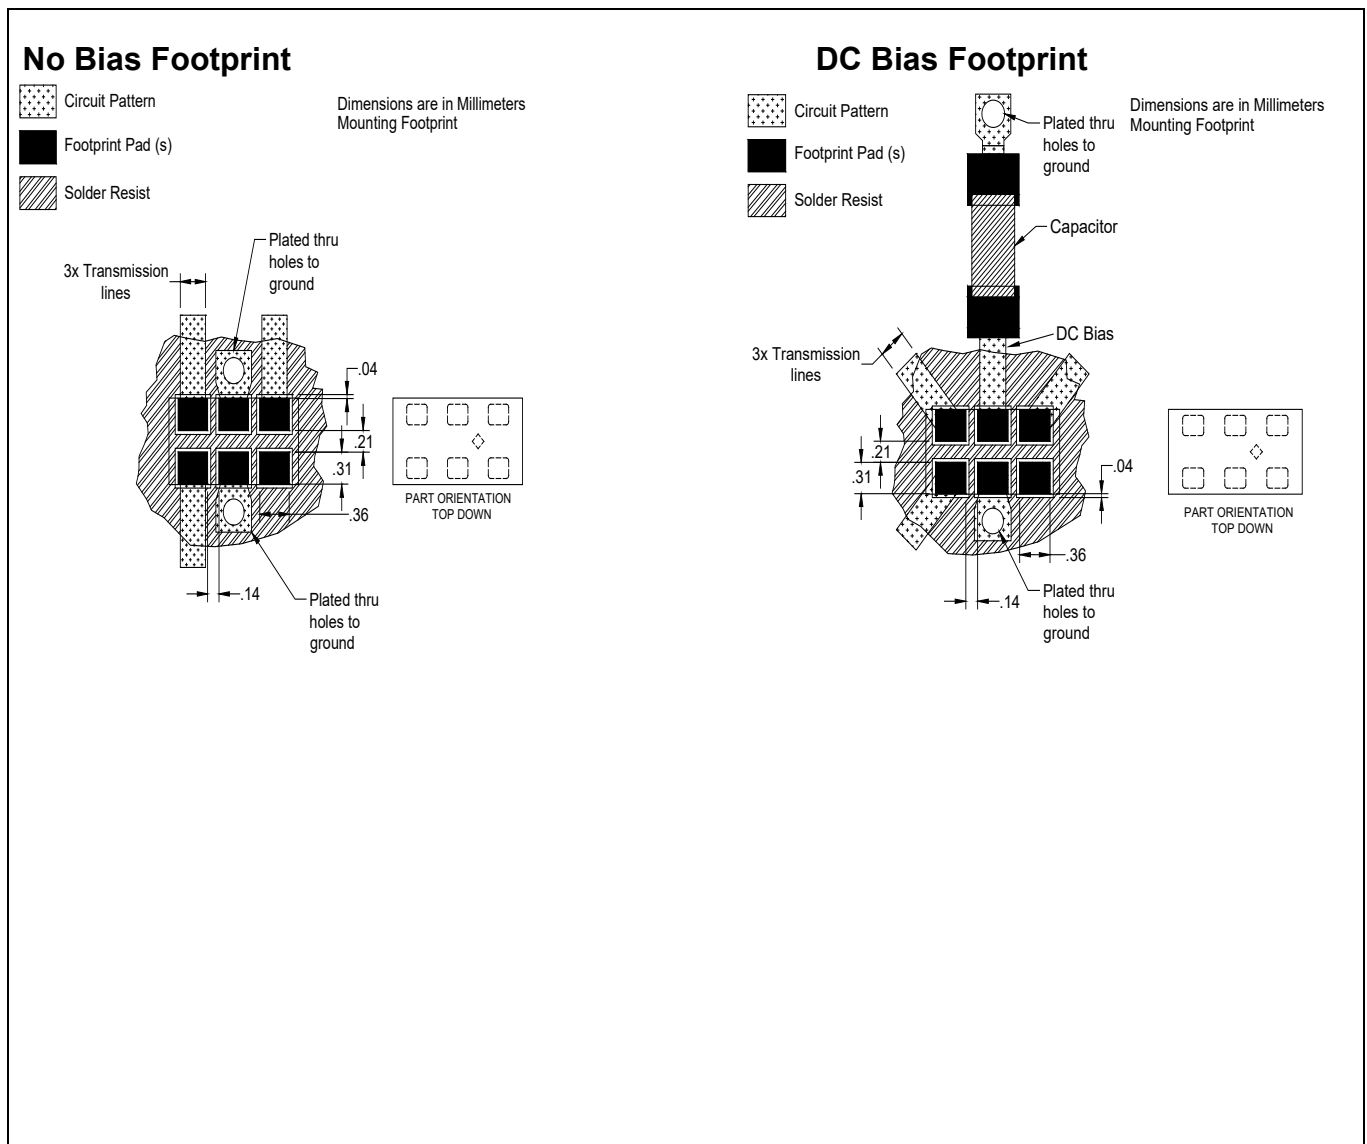 No Bias Footprint
Circuit Pattern
Footprint Pad (s)
Solder Resist
Dimensions are in Millimeters
Mounting Footprint
Plated thru
holes to
ground
3x Transmission
lines
.04
.21
.31
.36
.14
PART ORIENTATION
TOP DOWN
Plated thru
holes to
ground
DC Bias Footprint
Circuit Pattern
Footprint Pad (s)
Solder Resist
Dimensions are in Millimeters
Mounting Footprint
Plated thru
holes to
ground
Capacitor
DC Bias
3x Transmission
lines
.21
.31
.04
.36
.14
PART ORIENTATION
TOP DOWN
Plated thru
holes to
ground